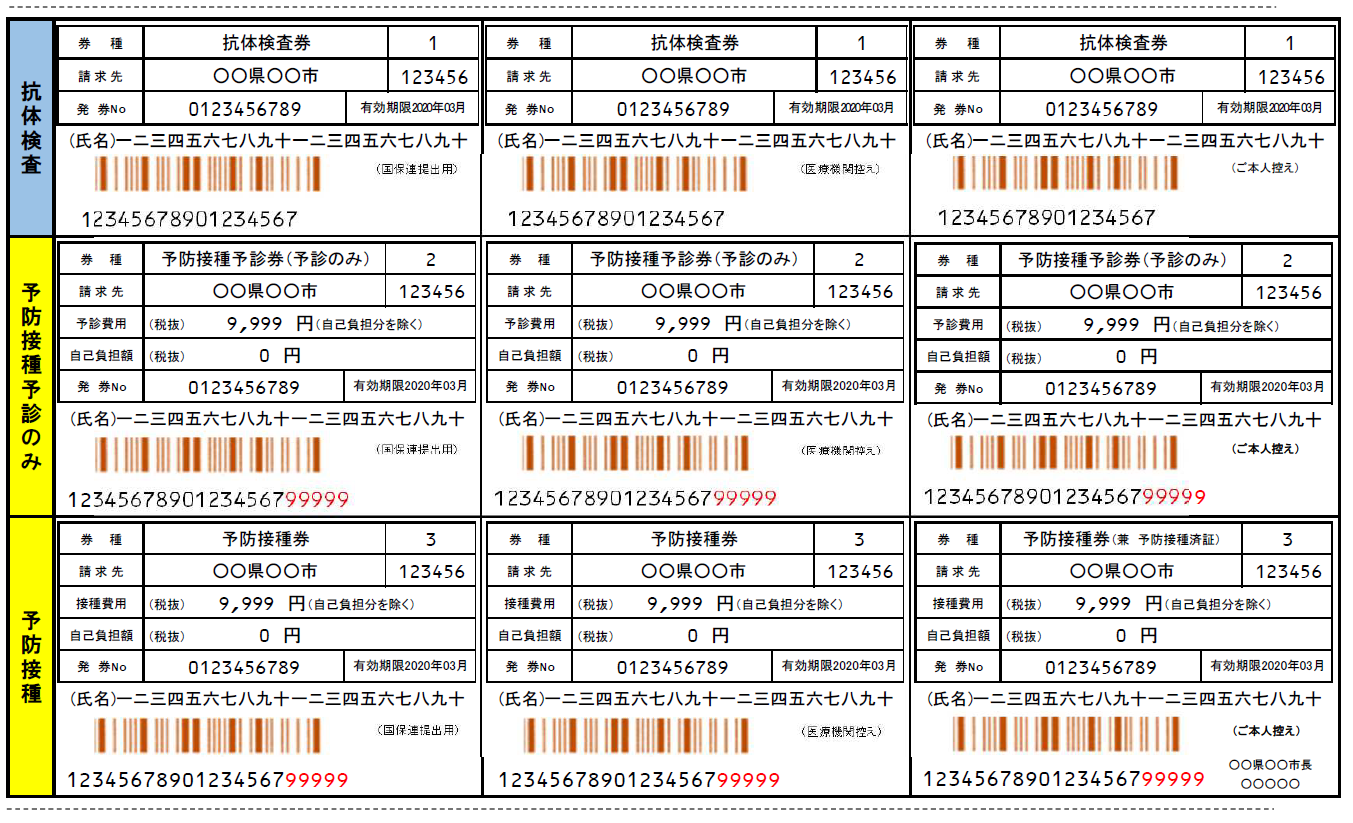 抗体検査
券 種 抗体検査券 1
請求先 〇〇県〇〇市 123456
発 券No 0123456789 有効期限2020年03月
(氏名)一二三四五六七八九十一二三四五六七八九十
(国保連提出用)
12345678901234567
券 種 抗体検査券 1
請求先 〇〇県〇〇市 123456
発 券No 0123456789 有効期限2020年03月
(氏名)一二三四五六七八九十一二三四五六七八九十
(医療機関控え)
12345678901234567
券 種 抗体検査券 1
請求先 〇〇県〇〇市 123456
発 券No 0123456789 有効期限2020年03月
(氏名)一二三四五六七八九十一二三四五六七八九十
(ご本人控え)
12345678901234567
予防接種予診のみ
券 種 予防接種予診券(予診のみ) 2
請求先 〇〇県〇〇市 123456
予診費用 (税抜) 9,999 円(自己負担分を除く)
自己負担額 (税抜) 0 円
発 券No 0123456789 有効期限2020年03月
(氏名)一二三四五六七八九十一二三四五六七八九十
(国保連提出用)
1234567890123456799999
券 種 予防接種予診券(予診のみ) 2
請求先 〇〇県〇〇市 123456
予診費用 (税抜) 9,999 円(自己負担分を除く)
自己負担額 (税抜) 0 円
発 券No 0123456789 有効期限2020年03月
(氏名)一二三四五六七八九十一二三四五六七八九十
(医療機関控え)
1234567890123456799999
券 種 予防接種予診券(予診のみ) 2
請求先 〇〇県〇〇市 123456
予診費用 (税抜) 9,999 円(自己負担分を除く)
自己負担額 (税抜) 0 円
発 券No 0123456789 有効期限2020年03月
(氏名)一二三四五六七八九十一二三四五六七八九十
(ご本人控え)
1234567890123456799999
予防接種
券 種 予防接種券 3
請求先 〇〇県〇〇市 123456
接種費用 (税抜) 9,999 円(自己負担分を除く)
自己負担額 (税抜) 0 円
発 券No 0123456789 有効期限2020年03月
(氏名)一二三四五六七八九十一二三四五六七八九十
(国保連提出用)
1234567890123456799999
券 種 予防接種券 3
請求先 〇〇県〇〇市 123456
接種費用 (税抜) 9,999 円(自己負担分を除く)
自己負担額 (税抜) 0 円
発 券No 0123456789 有効期限2020年03月
(氏名)一二三四五六七八九十一二三四五六七八九十
(医療機関控え)
1234567890123456799999
券 種 予防接種券(兼 予防接種済証) 3
請求先 〇〇県〇〇市 123456
接種費用 (税抜) 9,999 円(自己負担分を除く)
自己負担額 (税抜) 0 円
発 券No 0123456789 有効期限2020年03月
(氏名)一二三四五六七八九十一二三四五六七八九十
(ご本人控え)
1234567890123456799999
〇〇県〇〇市長
〇〇〇〇〇